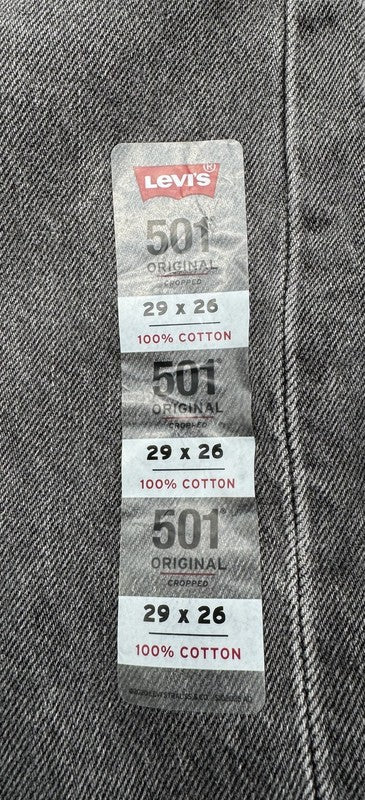 LEVI'S®
501®
ORIGINAL
CROPPED
29 x 26
100% COTTON
501®
ORIGINAL
CROPPED
29 x 26
100% COTTON
501®
ORIGINAL
CROPPED
29 x 26
100% COTTON